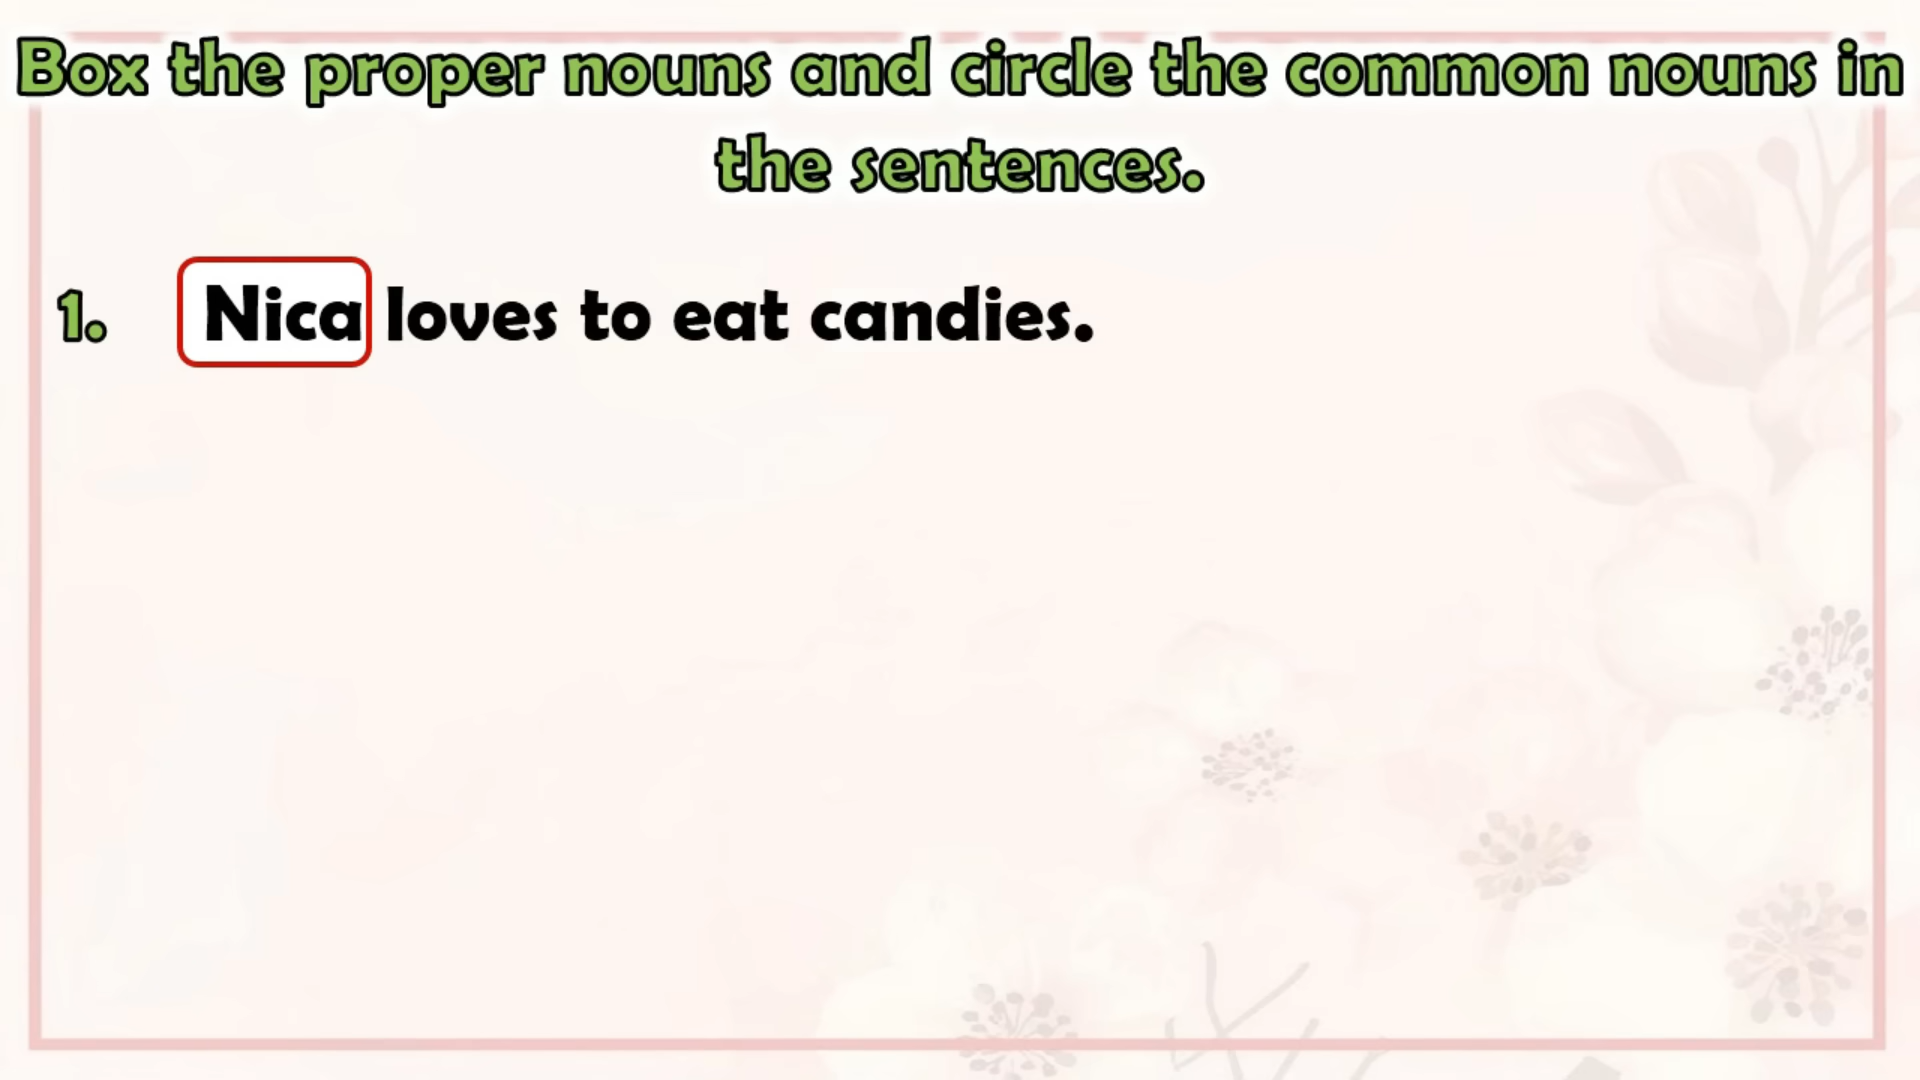 Box the proper nouns and circle the common nouns in
the sentences.
1. Nica loves to eat candies.